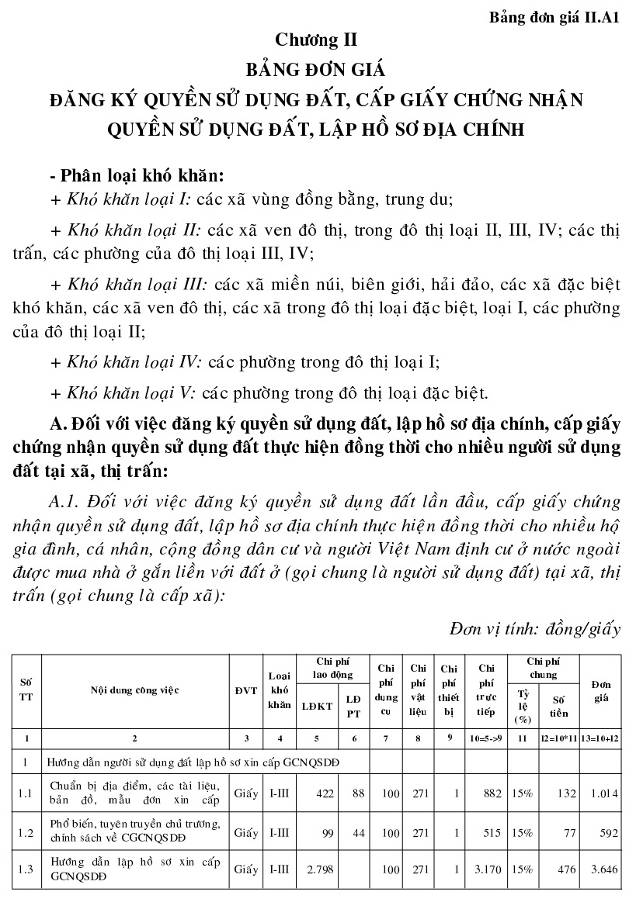 Bảng đơn giá II.A1
Chương II
BẢNG ĐƠN GIÁ
ĐĂNG KÝ QUYỀN SỬ DỤNG ĐẤT, CẤP GIẤY CHỨNG NHẬN
QUYỀN SỬ DỤNG ĐẤT, LẬP HỒ SƠ ĐỊA CHÍNH
- Phân loại khó khăn:
+ Khó khăn loại I: các xã vùng đồng bằng, trung du;
+ Khó khăn loại II: các xã ven đô thị, trong đô thị loại II, III, IV; các thị
trấn, các phường của đô thị loại III, IV;
+ Khó khăn loại III: các xã miền núi, biên giới, hải đảo, các xã đặc biệt
khó khăn, các xã ven đô thị, các xã trong đô thị loại đặc biệt, loại I, các phường
của đô thị loại II;
+ Khó khăn loại IV: các phường trong đô thị loại I;
+ Khó khăn loại V: các phường trong đô thị loại đặc biệt.
A. Đối với việc đăng ký quyền sử dụng đất, lập hồ sơ địa chính, cấp giấy
chứng nhận quyền sử dụng đất thực hiện đồng thời cho nhiều người sử dụng
đất tại xã, thị trấn:
A.1. Đối với việc đăng ký quyền sử dụng đất lần đầu, cấp giấy chứng
nhận quyền sử dụng đất, lập hồ sơ địa chính thực hiện đồng thời cho nhiều hộ
gia đình, cá nhân, cộng đồng dân cư và người Việt Nam định cư ở nước ngoài
được mua nhà ở gắn liền với đất ở (gọi chung là người sử dụng đất) tại xã, thị
trấn (gọi chung là cấp xã):
Đơn vị tính: đồng/giấy
Số TT Nội dung công việc ĐVT Loại khó khăn Chi phí lao động LĐKT LĐ PT Chi phí dụng cụ Chi phí vật liệu Chi phí thiết bị Chi phí trực tiếp Chi phí chung Tỷ lệ (%) Số tiền Đơn giá
1 2 3 4 5 6 7 8 9 10=5->9 11 12=10*11 13=10+12
1 Hướng dẫn người sử dụng đất lập hồ sơ xin cấp GCNQSDĐ
1.1 Chuẩn bị địa điểm, các tài liệu, bản đồ, mẫu đơn xin cấp Giấy I-III 422 88 100 271 1 882 15% 132 1.014
1.2 Phổ biến, tuyên truyền chủ trương, chính sách về CGCNQSDĐ Giấy I-III 99 44 100 271 1 515 15% 77 592
1.3 Hướng dẫn lập hồ sơ xin cấp GCNQSDĐ Giấy I-III 2.798 100 271 1 3.170 15% 476 3.646